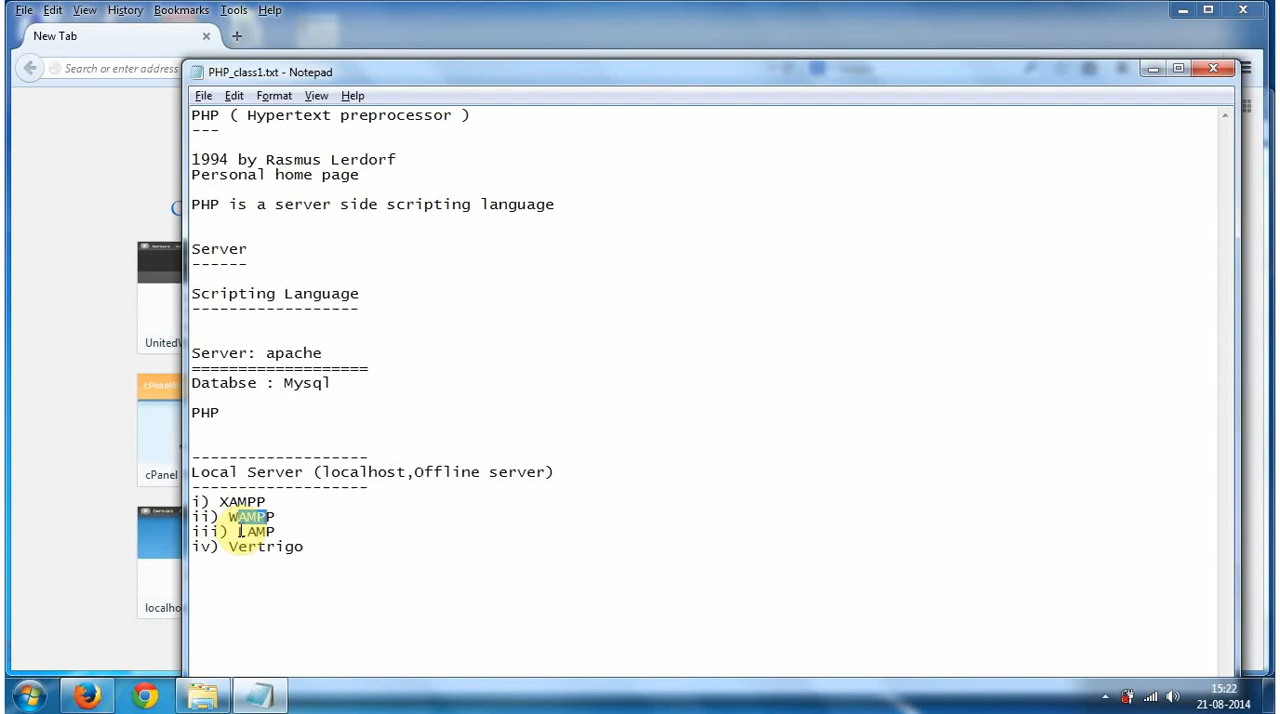 File Edit View History Bookmarks Tools Help
New Tab
Search or enter address
PHP_class1.txt - Notepad
File Edit Format View Help
PHP ( Hypertext preprocessor )
---
1994 by Rasmus Lerdorf
Personal home page
PHP is a server side scripting language
Server
------
Scripting Language
------------------
Server: apache
===================
Databse : Mysql
PHP
-------------------
Local Server (localhost,Offline server)
-------------------
i) XAMPP
ii) WAMPP
iii) LAMP
iv) Vertrigo
UnitedW
cPanel
cPanel
localho
15:22
21-08-2014